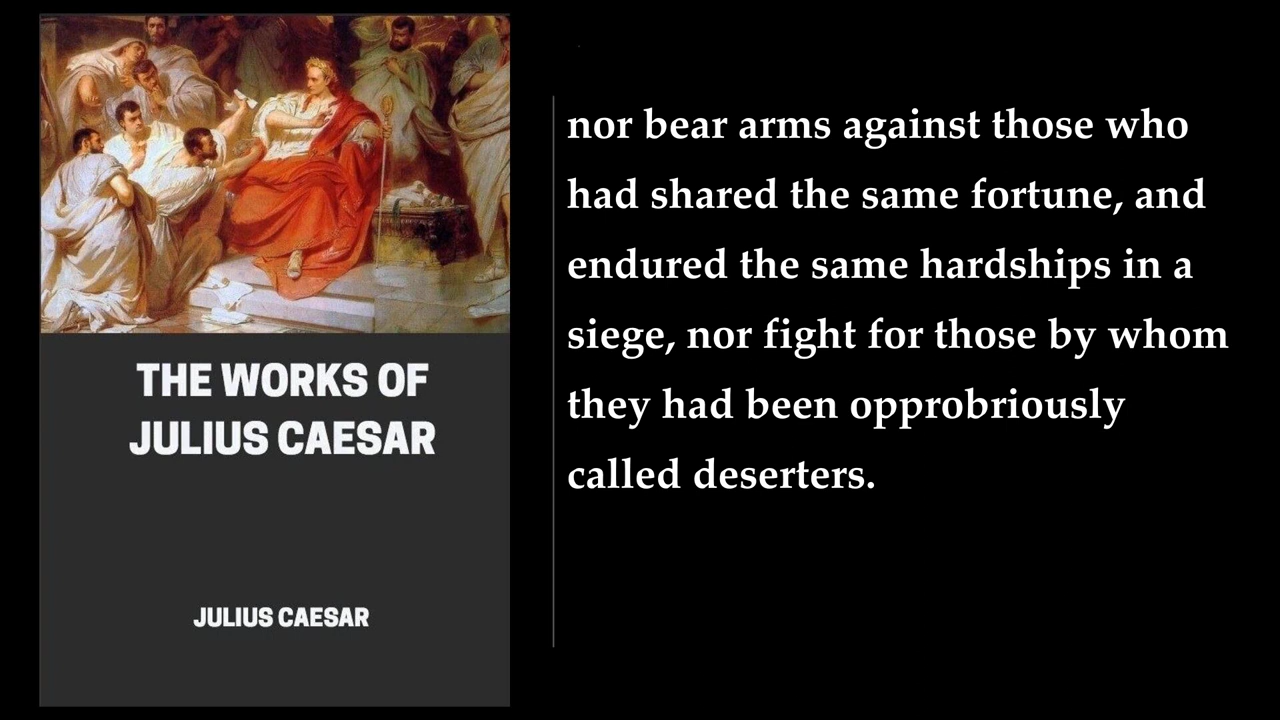 THE WORKS OF
JULIUS CAESAR
JULIUS CAESAR
nor bear arms against those who
had shared the same fortune, and
endured the same hardships in a
siege, nor fight for those by whom
they had been opprobriously
called deserters.